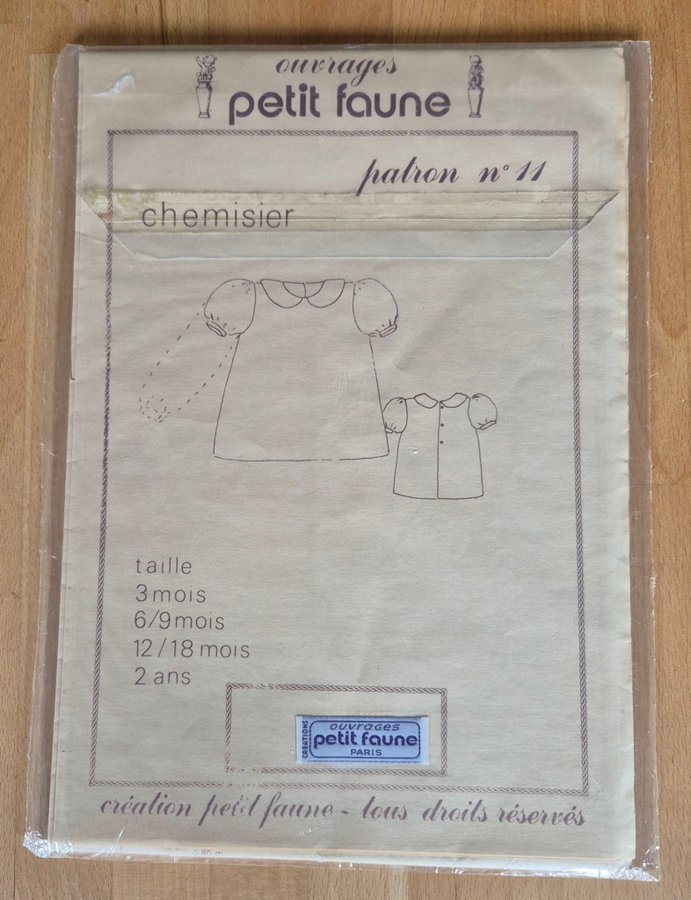 ouvrages
petit faune
patron n° 11
chemisier
taille
3 mois
6/9 mois
12/18 mois
2 ans
CRÉATIONS
ouvrages
petit faune
PARIS
création petit faune - tous droits réservés